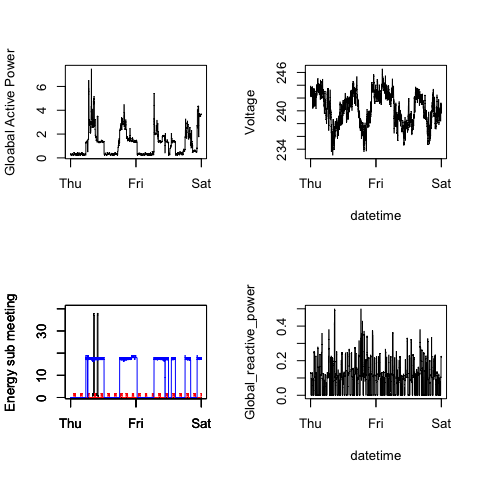 Gloabal Active Power
0 2 4 6
Thu Fri Sat
Voltage
234 240 246
Thu Fri Sat
datetime
Energy sub meeting
0 10 30
Thu Fri Sat
Global_reactive_power
0.0 0.2 0.4
Thu Fri Sat
datetime